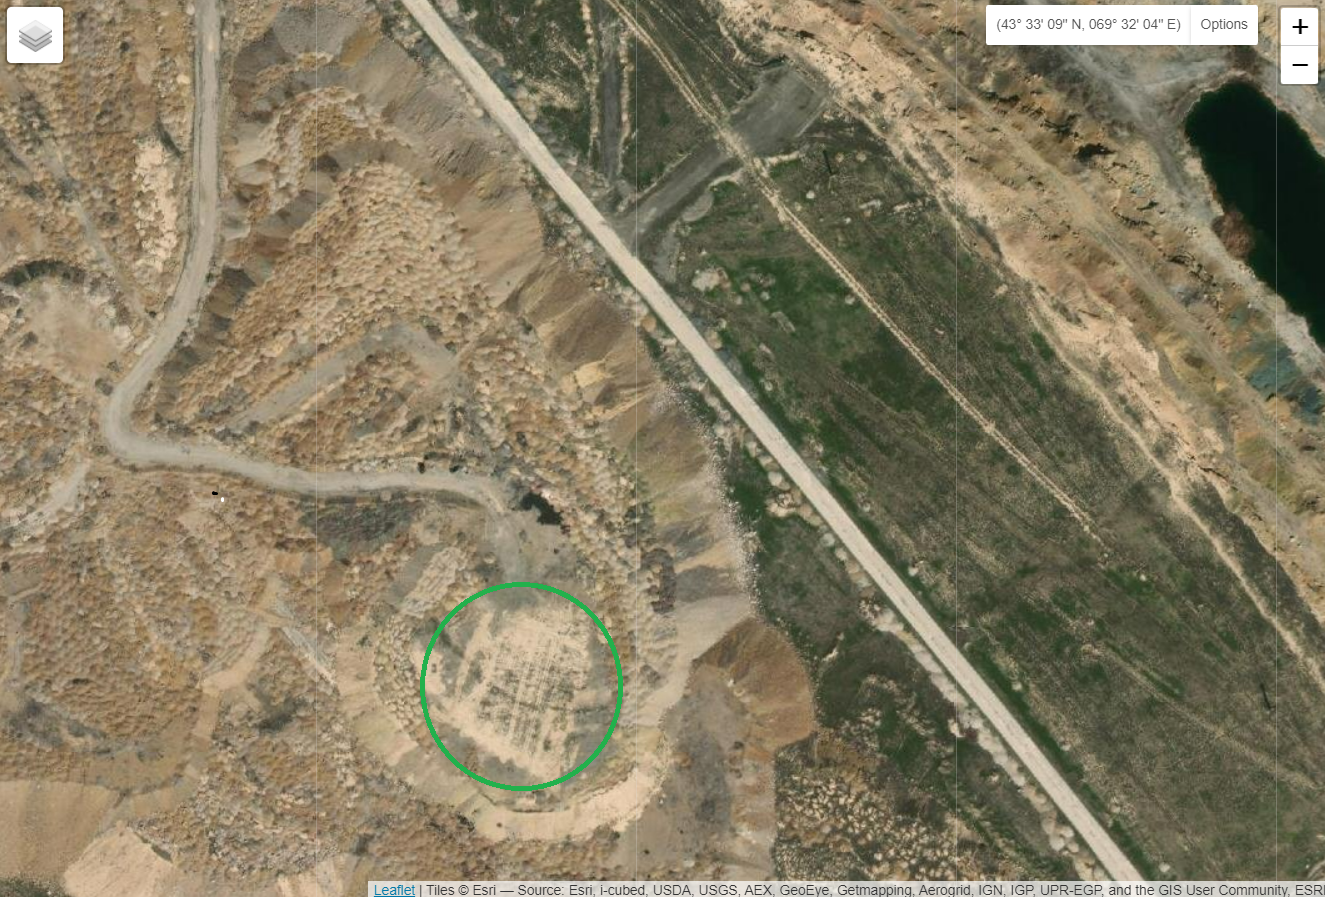 (43° 33' 09" N, 069° 32' 04" E) Options
+
−
Leaflet | Tiles © Esri — Source: Esri, i-cubed, USDA, USGS, AEX, GeoEye, Getmapping, Aerogrid, IGN, IGP, UPR-EGP, and the GIS User Community, ESRI